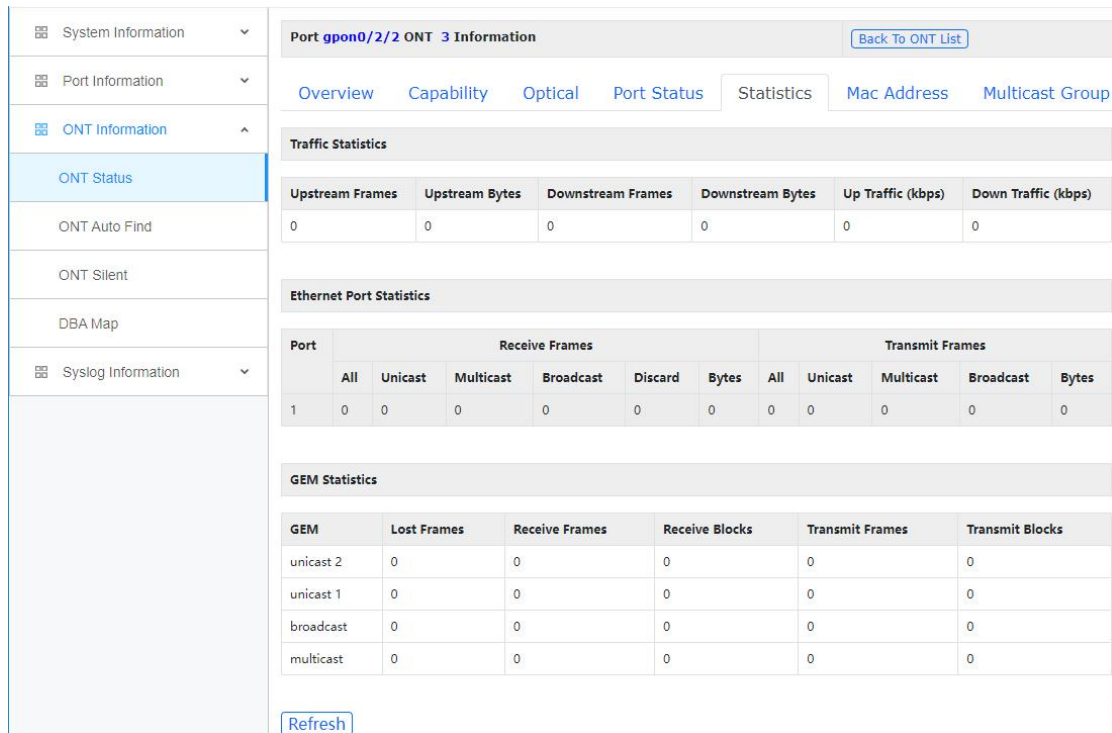 System Information
Port Information
ONT Information
ONT Status
ONT Auto Find
ONT Silent
DBA Map
Syslog Information
Port gpon0/2/2 ONT 3 Information Back To ONT List
Overview Capability Optical Port Status Statistics Mac Address Multicast Group
Traffic Statistics
Upstream Frames Upstream Bytes Downstream Frames Downstream Bytes Up Traffic (kbps) Down Traffic (kbps)
0 0 0 0 0 0
Ethernet Port Statistics
Port Receive Frames Transmit Frames
All Unicast Multicast Broadcast Discard Bytes All Unicast Multicast Broadcast Bytes
1 0 0 0 0 0 0 0 0 0 0 0
GEM Statistics
GEM Lost Frames Receive Frames Receive Blocks Transmit Frames Transmit Blocks
unicast 2 0 0 0 0 0
unicast 1 0 0 0 0 0
broadcast 0 0 0 0 0
multicast 0 0 0 0 0
Refresh